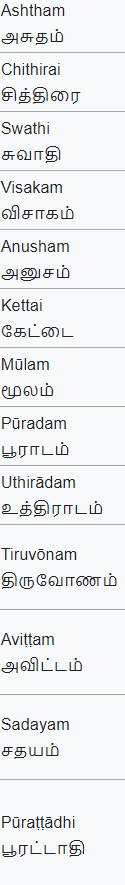 Ashtham
அசுதம்
Chithirai
சித்திரை
Swathi
சுவாதி
Visakam
விசாகம்
Anusham
அனுசம்
Kettai
கேட்டை
Mūlam
மூலம்
Pūradam
பூராடம்
Uthirādam
உத்திராடம்
Tiruvōnam
திருவோணம்
Aviṭṭam
அவிட்டம்
Sadayam
சதயம்
Pūraṭṭādhi
பூரட்டாதி